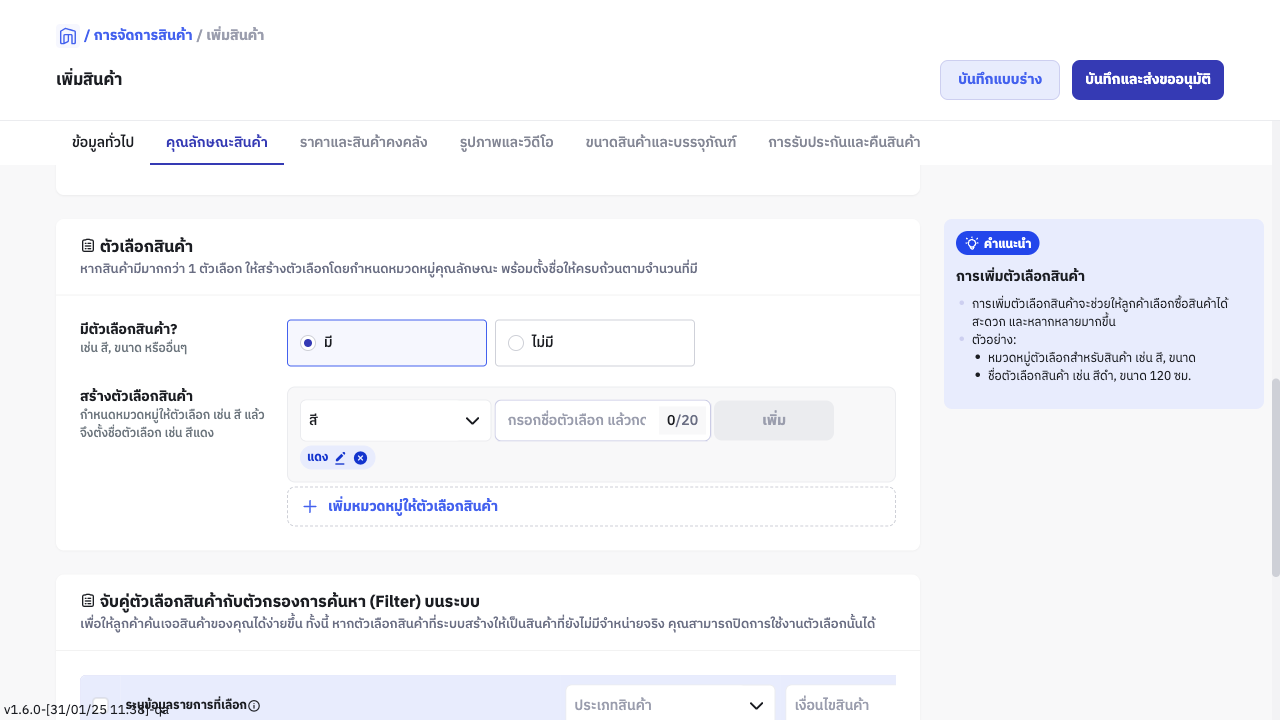 / การจัดการสินค้า / เพิ่มสินค้า
เพิ่มสินค้า
บันทึกแบบร่าง
บันทึกและส่งขออนุมัติ
ข้อมูลทั่วไป
คุณลักษณะสินค้า
ราคาและสินค้าคงคลัง
รูปภาพและวิดีโอ
ขนาดสินค้าและบรรจุภัณฑ์
การรับประกันและคืนสินค้า
ตัวเลือกสินค้า
หากสินค้ามีมากกว่า 1 ตัวเลือก ให้สร้างตัวเลือกโดยกำหนดหมวดหมู่คุณลักษณะ พร้อมตั้งชื่อให้ครบถ้วนตามจำนวนที่มี
มีตัวเลือกสินค้า?
เช่น สี, ขนาด หรืออื่นๆ
มี
ไม่มี
สร้างตัวเลือกสินค้า
กำหนดหมวดหมู่ให้ตัวเลือก เช่น สี แล้ว
จึงตั้งชื่อตัวเลือก เช่น สีแดง
สี
กรอกชื่อตัวเลือก แล้วกด
0/20
เพิ่ม
แดง
เพิ่มหมวดหมู่ให้ตัวเลือกสินค้า
คำแนะนำ
การเพิ่มตัวเลือกสินค้า
การเพิ่มตัวเลือกสินค้าจะช่วยให้ลูกค้าเลือกซื้อสินค้าได้
สะดวก และหลากหลายมากขึ้น
ตัวอย่าง:
หมวดหมู่ตัวเลือกสำหรับสินค้า เช่น สี, ขนาด
ชื่อตัวเลือกสินค้า เช่น สีดำ, ขนาด 120 ซม.
จับคู่ตัวเลือกสินค้ากับตัวกรองการค้นหา (Filter) บนระบบ
เพื่อให้ลูกค้าค้นเจอสินค้าของคุณได้ง่ายขึ้น ทั้งนี้ หากตัวเลือกสินค้าที่ระบบสร้างให้เป็นสินค้าที่ยังไม่มีจำหน่ายจริง คุณสามารถปิดการใช้งานตัวเลือกนั้นได้
ระบุข้อมูลรายการที่เลือก
ประเภทสินค้า
เงื่อนไขสินค้า
v1.6.0-[31/01/25 11:38]-qa